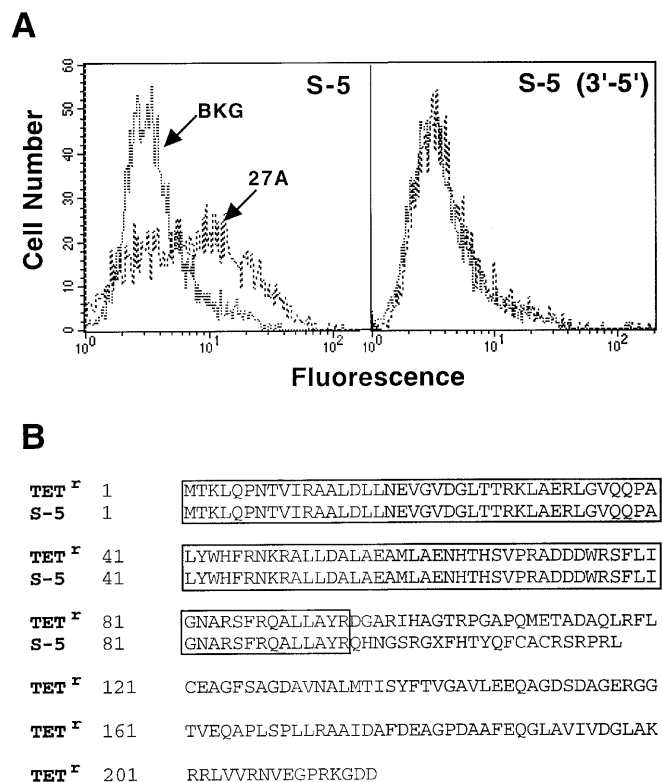 A
S-5
S-5 (3'-5')
BKG
27A
Cell Number
60
50
40
30
20
10
0
10^0 10^1 10^2 10^0 10^1 10^2
Fluorescence
B
TET^r 1 MTKLQPNTVIRAALDLLNEVGVDGLTTRKLAERLGVQQPA
S-5 1 MTKLQPNTVIRAALDLLNEVGVDGLTTRKLAERLGVQQPA
TET^r 41 LYWHFRNKRALLDALAEAMLAENHTHSVPRADDDWRSFLI
S-5 41 LYWHFRNKRALLDALAEAMLAENHTHSVPRADDDWRSFLI
TET^r 81 GNARSFRQALLAYRDGARIHAGTRPGAPQMETADAQLRFL
S-5 81 GNARSFRQALLAYRQHNGSRGXFHTYQFCACRSRPRL
TET^r 121 CEAGFSAGDAVNALMTISYFTVGAVLEEQAGDSDAGERGG
TET^r 161 TVEQAPLSPLLRAAIDAFDEAGPDAAFEQGLAVIVDGLAK
TET^r 201 RRLVVRNVEGPRKGDD